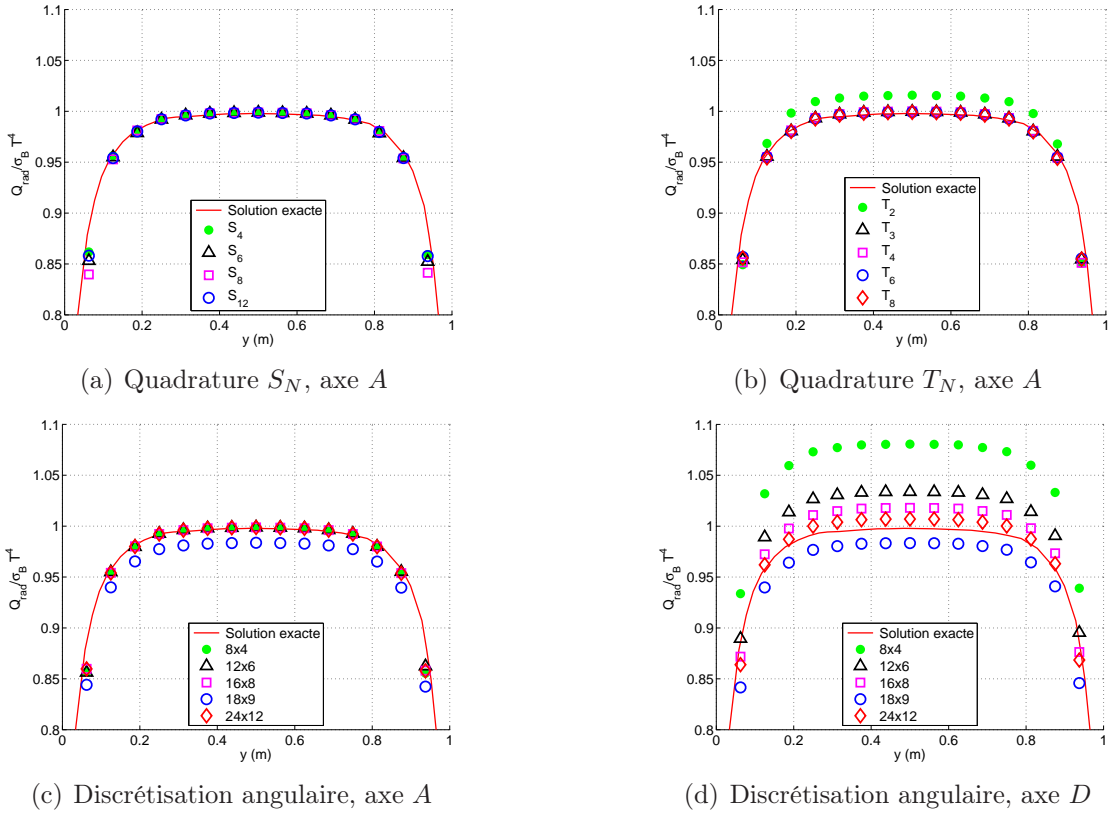 1.1
1.05
1
0.95
0.9
0.85
0.8
Q_rad/σ_B T^4
Solution exacte
S_4
S_6
S_8
S_12
0 0.2 0.4 0.6 0.8 1
y (m)
(a) Quadrature S_N, axe A
1.1
1.05
1
0.95
0.9
0.85
0.8
Q_rad/σ_B T^4
Solution exacte
T_2
T_3
T_4
T_6
T_8
0 0.2 0.4 0.6 0.8 1
y (m)
(b) Quadrature T_N, axe A
1.1
1.05
1
0.95
0.9
0.85
0.8
Q_rad/σ_B T^4
Solution exacte
8x4
12x6
16x8
18x9
24x12
0 0.2 0.4 0.6 0.8 1
y (m)
(c) Discrétisation angulaire, axe A
1.1
1.05
1
0.95
0.9
0.85
0.8
Q_rad/σ_B T^4
Solution exacte
8x4
12x6
16x8
18x9
24x12
0 0.2 0.4 0.6 0.8 1
y (m)
(d) Discrétisation angulaire, axe D